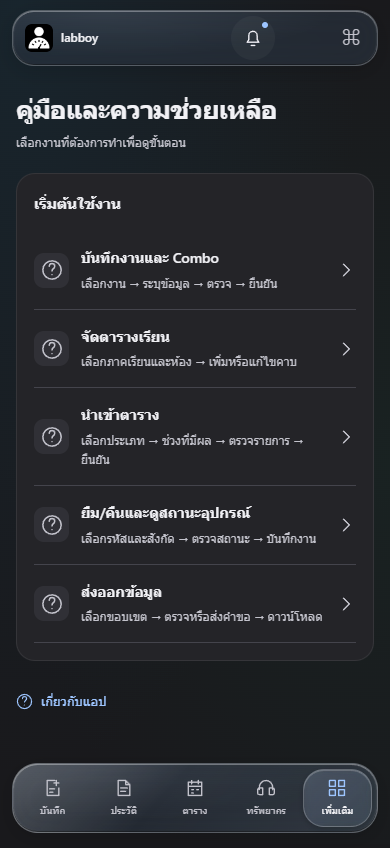 labboy
คู่มือและความช่วยเหลือ
เลือกงานที่ต้องการทำเพื่อดูขั้นตอน
เริ่มต้นใช้งาน
บันทึกงานและ Combo
เลือกงาน → ระบุข้อมูล → ตรวจ → ยืนยัน
จัดตารางเรียน
เลือกภาคเรียนและห้อง → เพิ่มหรือแก้ไขคาบ
นำเข้าตาราง
เลือกประเภท → ช่วงที่มีผล → ตรวจรายการ →
ยืนยัน
ยืม/คืนและดูสถานะอุปกรณ์
เลือกรหัสและสังกัด → ตรวจสถานะ → บันทึกงาน
ส่งออกข้อมูล
เลือกขอบเขต → ตรวจหรือส่งคำขอ → ดาวน์โหลด
เกี่ยวกับแอป
บันทึก ประวัติ ตาราง ทรัพยากร เพิ่มเติม